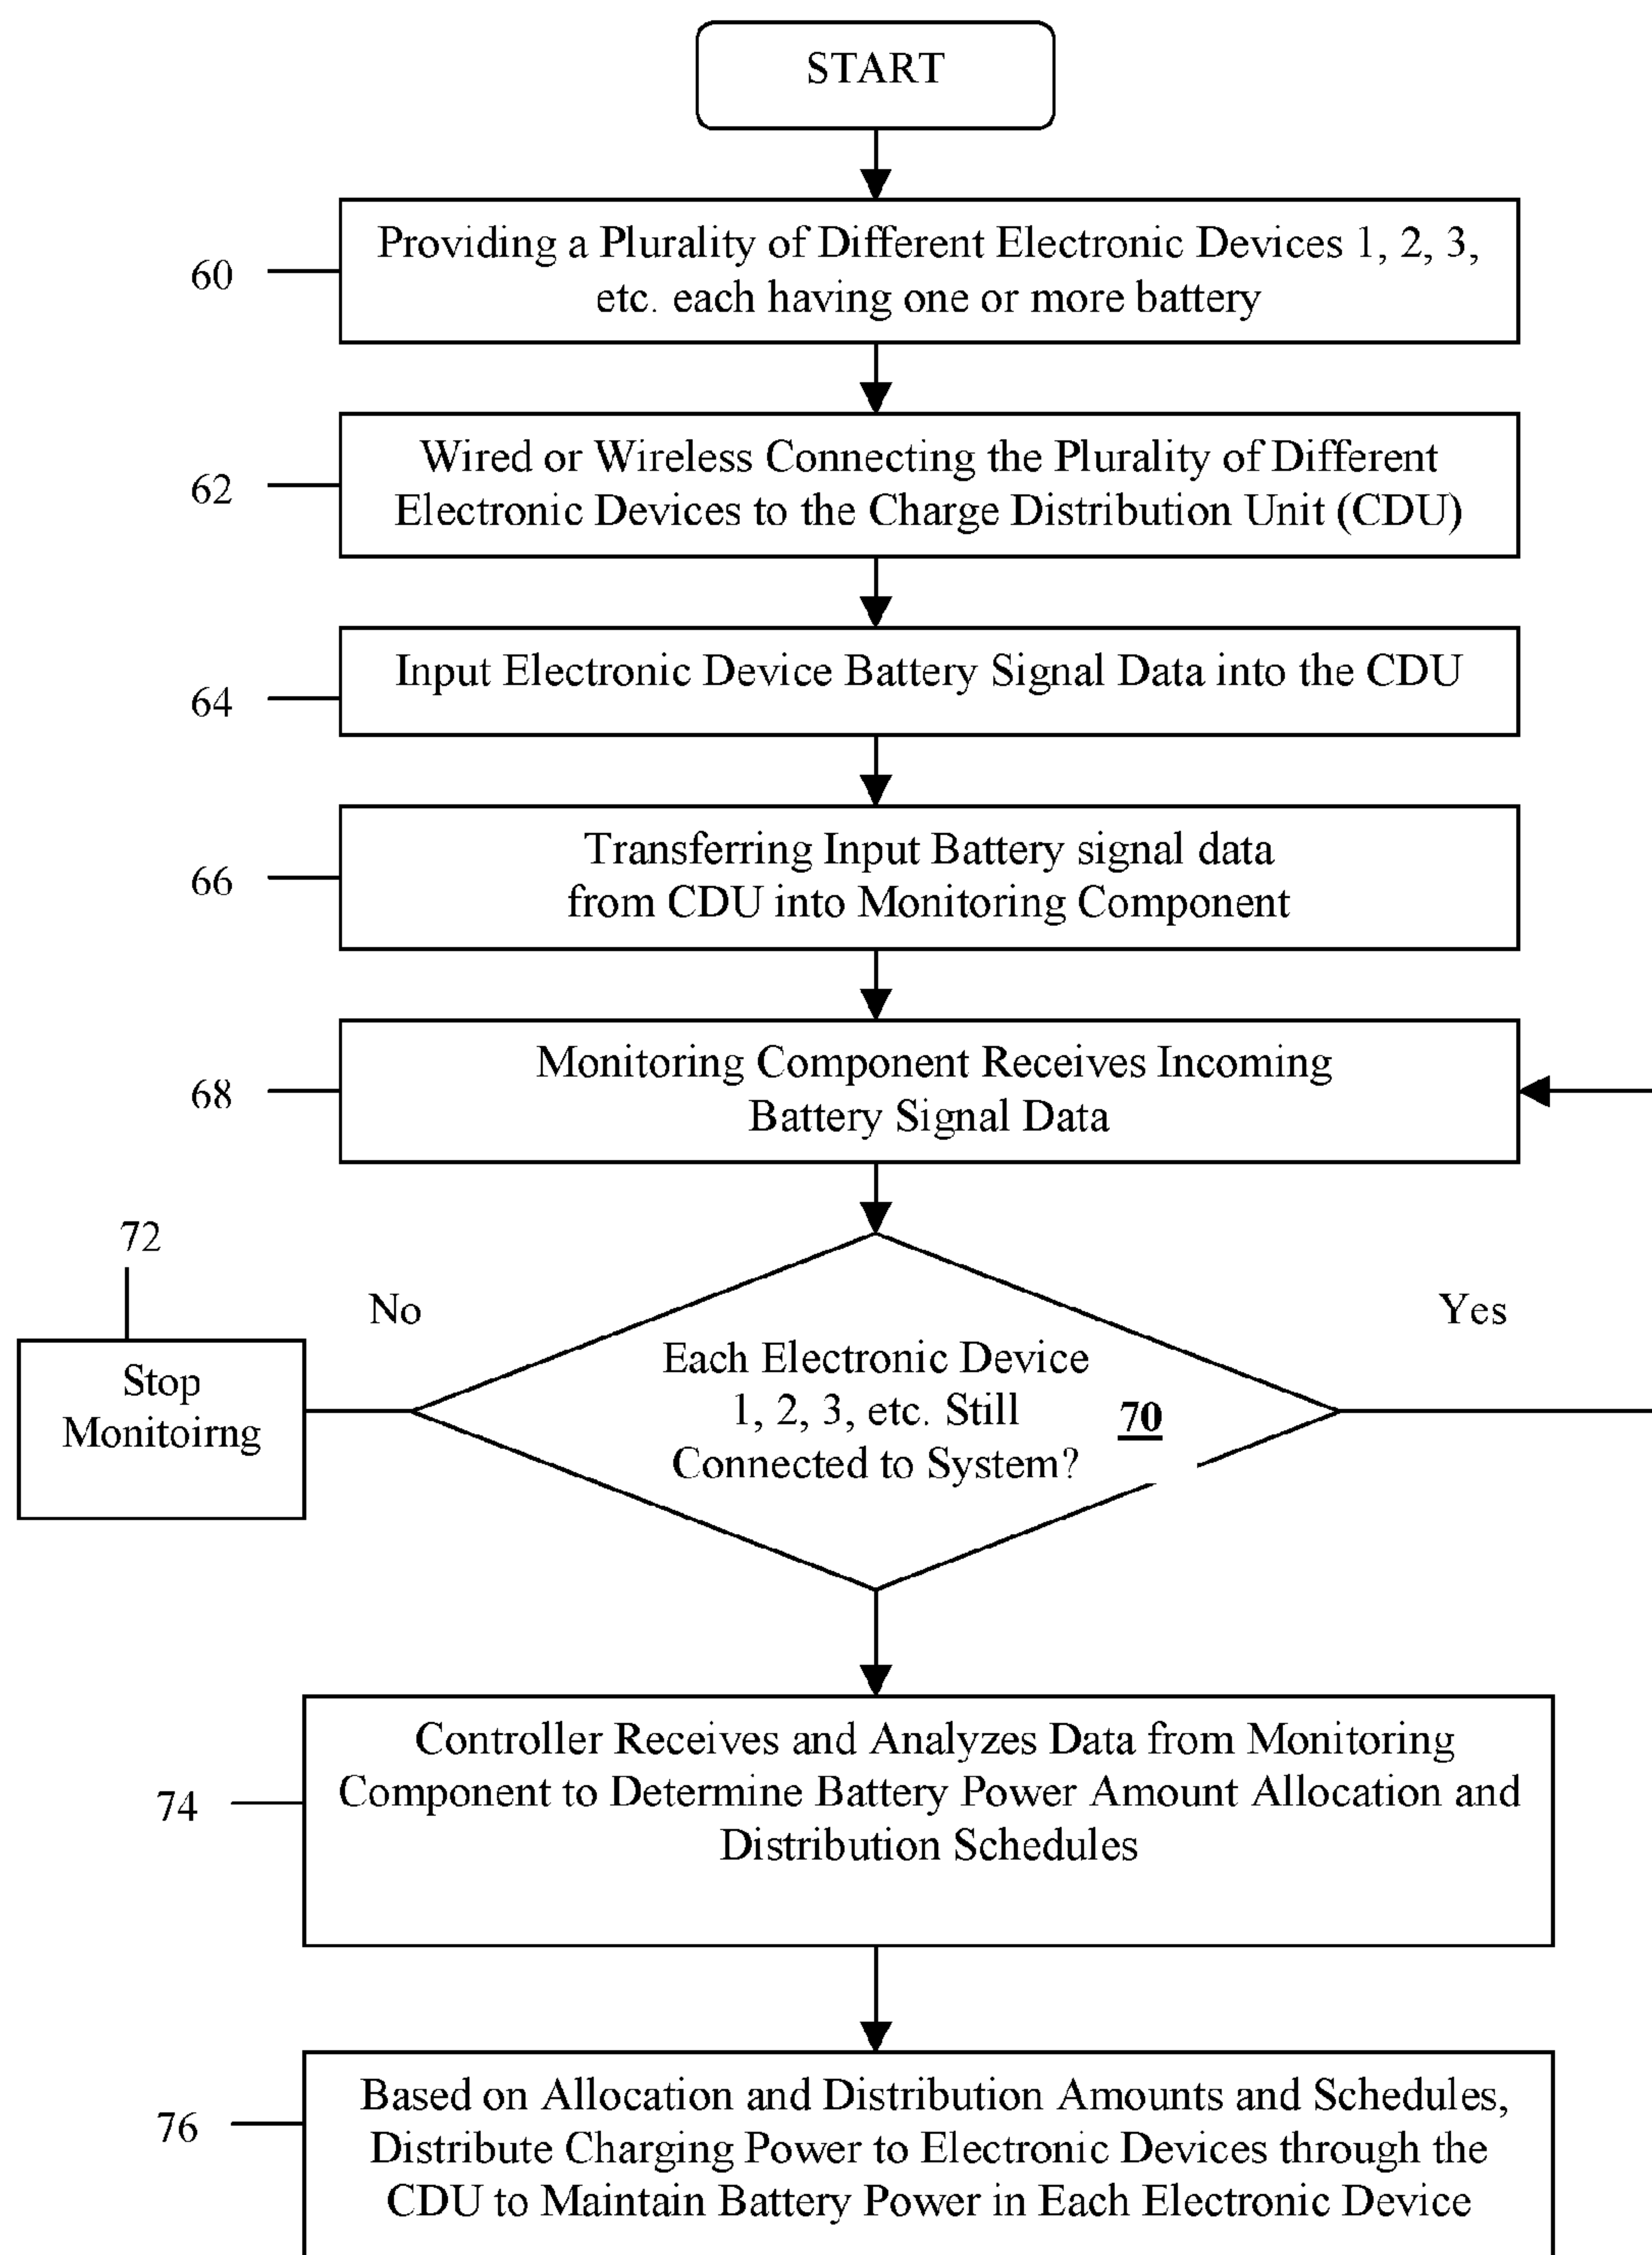 START
60
Providing a Plurality of Different Electronic Devices 1, 2, 3,
etc. each having one or more battery
62
Wired or Wireless Connecting the Plurality of Different
Electronic Devices to the Charge Distribution Unit (CDU)
64
Input Electronic Device Battery Signal Data into the CDU
66
Transferring Input Battery signal data
from CDU into Monitoring Component
68
Monitoring Component Receives Incoming
Battery Signal Data
72
No
Yes
Stop
Monitoirng
Each Electronic Device
1, 2, 3, etc. Still
Connected to System?
70
74
Controller Receives and Analyzes Data from Monitoring
Component to Determine Battery Power Amount Allocation and
Distribution Schedules
76
Based on Allocation and Distribution Amounts and Schedules,
Distribute Charging Power to Electronic Devices through the
CDU to Maintain Battery Power in Each Electronic Device